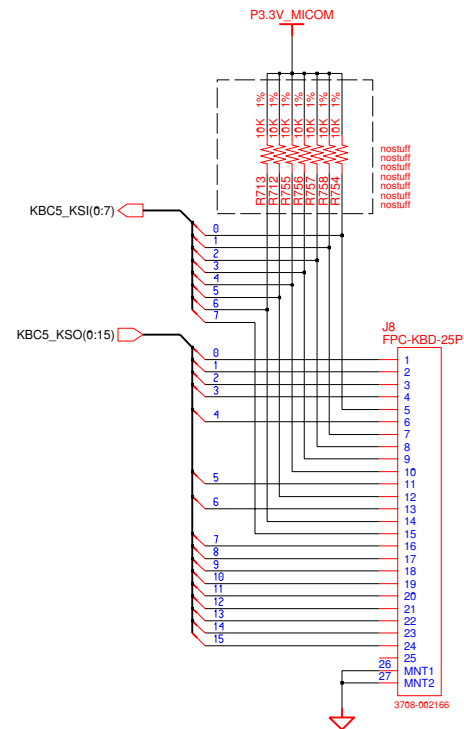 P3.3V_MICOM
10K 1%
10K 1%
10K 1%
10K 1%
10K 1%
10K 1%
10K 1%
R713
R712
R755
R756
R757
R758
R754
nostuff
nostuff
nostuff
nostuff
nostuff
nostuff
nostuff
KBC5_KSI(0:7)
0
1
2
3
4
5
6
7
KBC5_KSO(0:15)
0
1
2
3
4
5
6
7
8
9
10
11
12
13
14
15
J8
FPC-KBD-25P
1
2
3
4
5
6
7
8
9
10
11
12
13
14
15
16
17
18
19
20
21
22
23
24
25
26 MNT1
27 MNT2
3708-002166